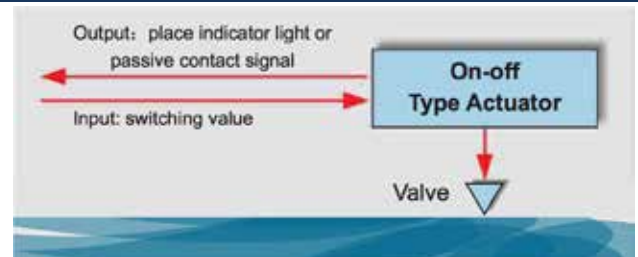 Output: place indicator light or
passive contact signal
Input: switching value
On-off
Type Actuator
Valve